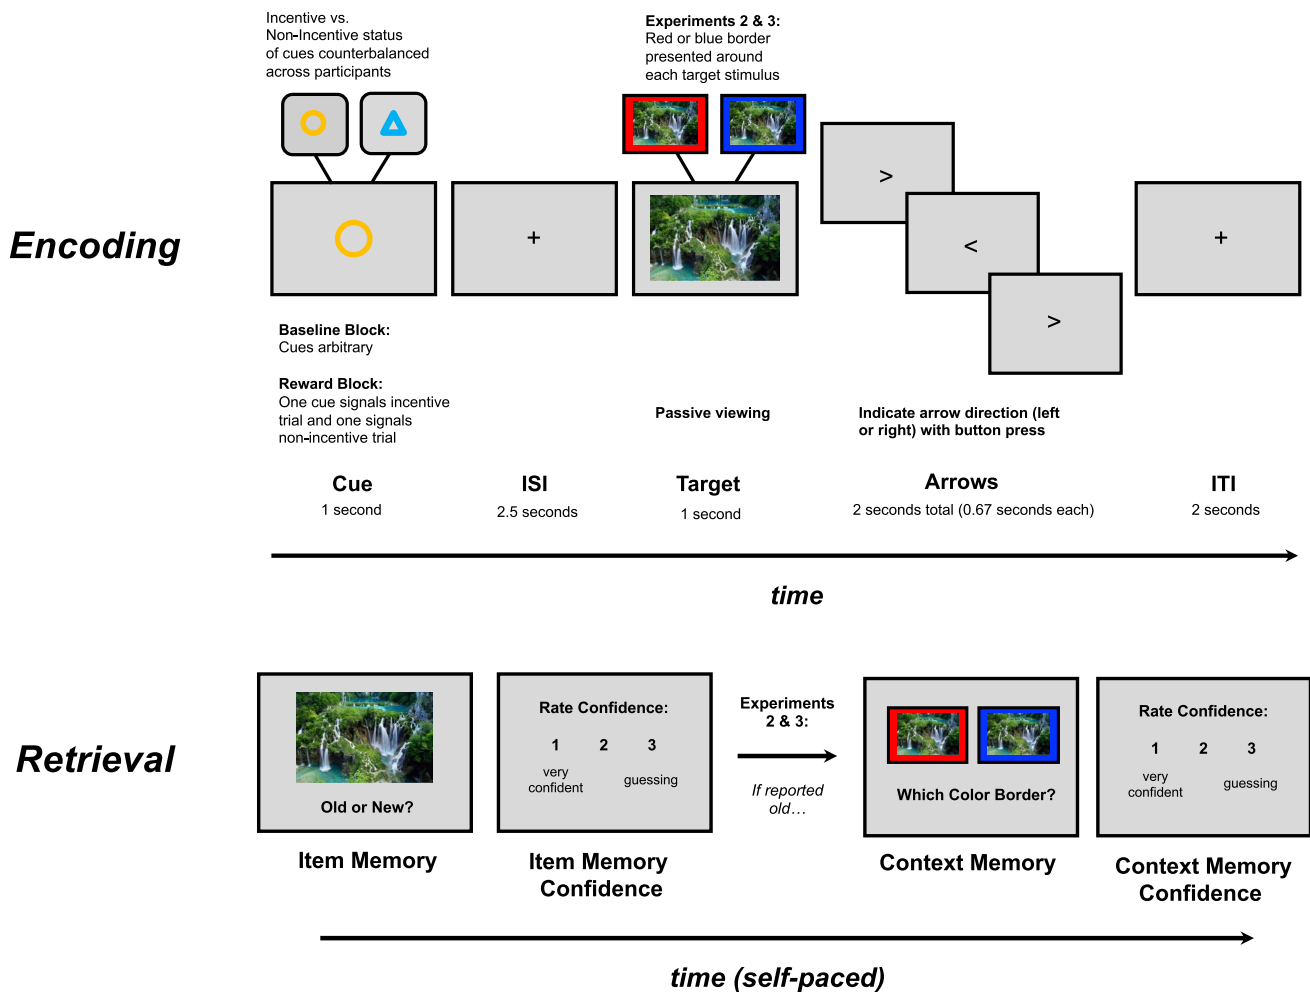 Incentive vs.
Non-Incentive status
of cues counterbalanced
across participants
Experiments 2 & 3:
Red or blue border
presented around
each target stimulus
Encoding
+
>
<
>
+
Baseline Block:
Cues arbitrary
Reward Block:
One cue signals incentive
trial and one signals
non-incentive trial
Passive viewing
Indicate arrow direction (left
or right) with button press
Cue
1 second
ISI
2.5 seconds
Target
1 second
Arrows
2 seconds total (0.67 seconds each)
ITI
2 seconds
time
Retrieval
Old or New?
Item Memory
Rate Confidence:
1 2 3
very
confident
guessing
Item Memory
Confidence
Experiments
2 & 3:
If reported
old…
Which Color Border?
Context Memory
Rate Confidence:
1 2 3
very
confident
guessing
Context Memory
Confidence
time (self-paced)